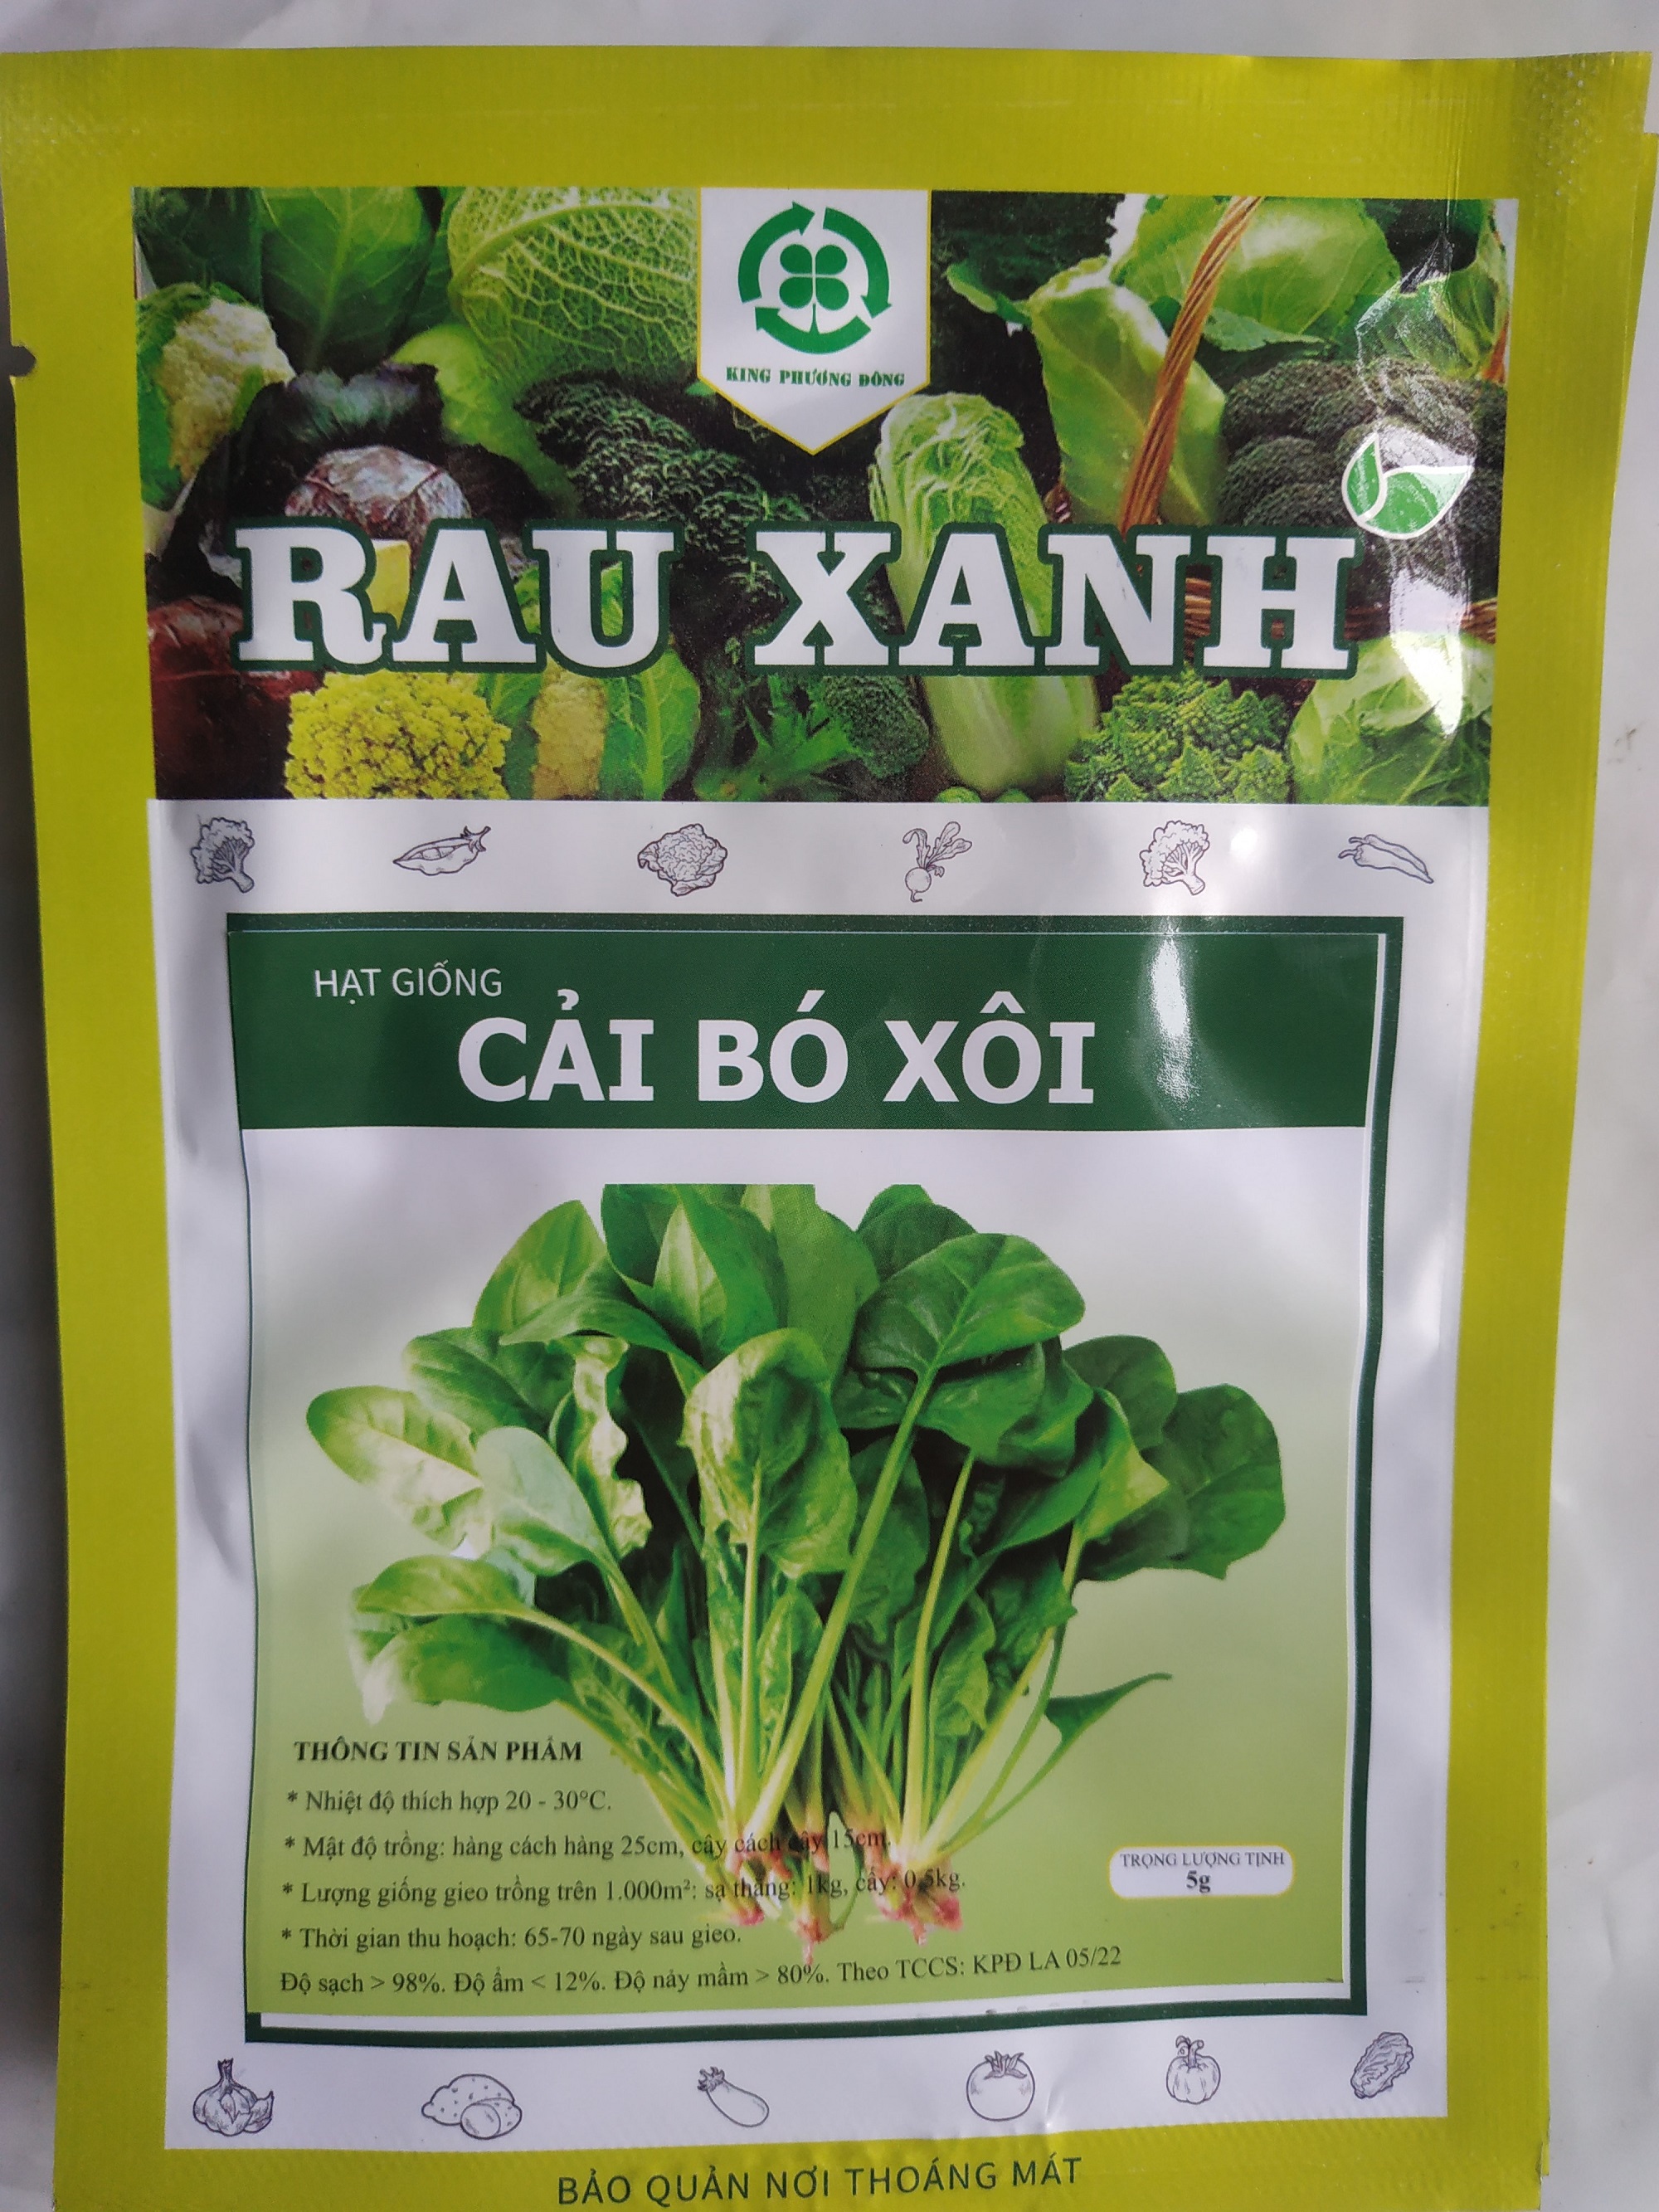 KING PHƯƠNG ĐÔNG
RAU XANH
HẠT GIỐNG
CẢI BÓ XÔI
THÔNG TIN SẢN PHẨM
* Nhiệt độ thích hợp 20 - 30°C.
* Mật độ trồng: hàng cách hàng 25cm, cây cách cây 15cm.
* Lượng giống gieo trồng trên 1.000m²: sạ thẳng: 1kg, cấy: 0,5kg.
* Thời gian thu hoạch: 65-70 ngày sau gieo.
Độ sạch > 98%. Độ ẩm < 12%. Độ nảy mầm > 80%. Theo TCCS: KPĐ LA 05/22
TRỌNG LƯỢNG TỊNH
5g
BẢO QUẢN NƠI THOÁNG MÁT